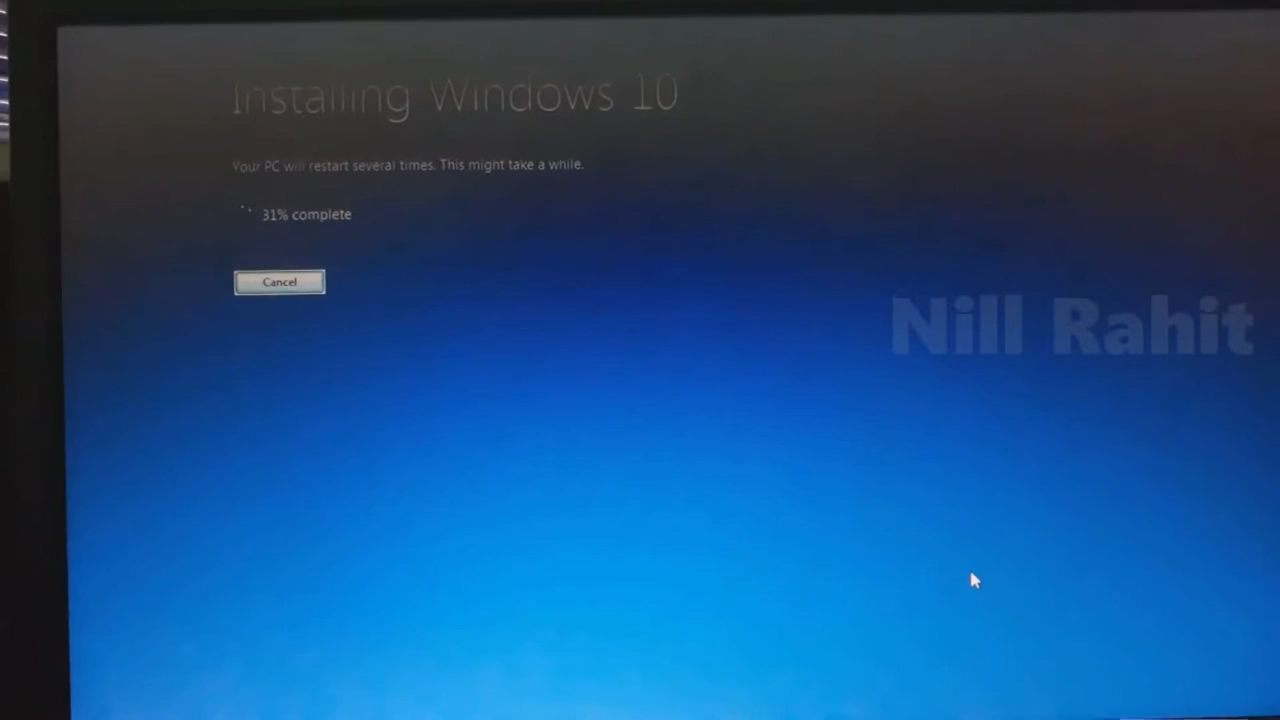 Installing Windows 10
Your PC will restart several times. This might take a while.
31% complete
Cancel
Nill Rahit